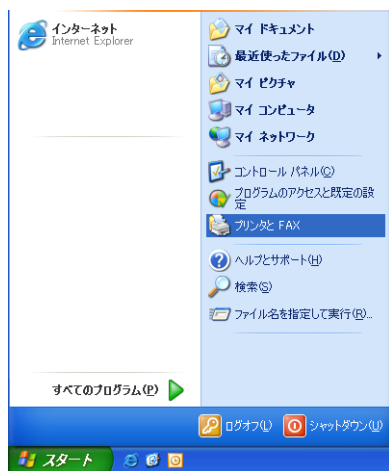 インターネット
Internet Explorer
すべてのプログラム(P)
マイ ドキュメント
最近使ったファイル(D)
マイ ピクチャ
マイ コンピュータ
マイ ネットワーク
コントロール パネル(C)
プログラムのアクセスと既定の設
定
プリンタと FAX
ヘルプとサポート(H)
検索(S)
ファイル名を指定して実行(R)...
ログオフ(L)
シャットダウン(U)
スタート